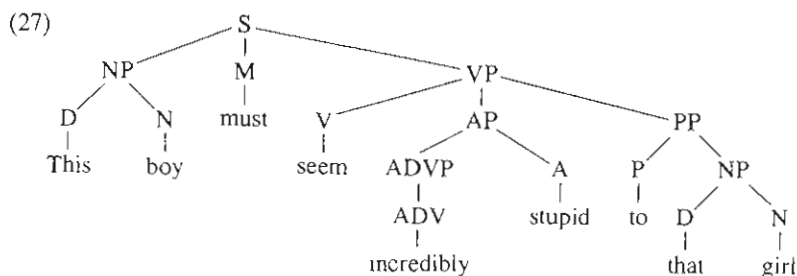 (27) S
NP M VP
D N must V AP PP
This boy seem ADVP A P NP
ADV stupid to D N
incredibly that girl